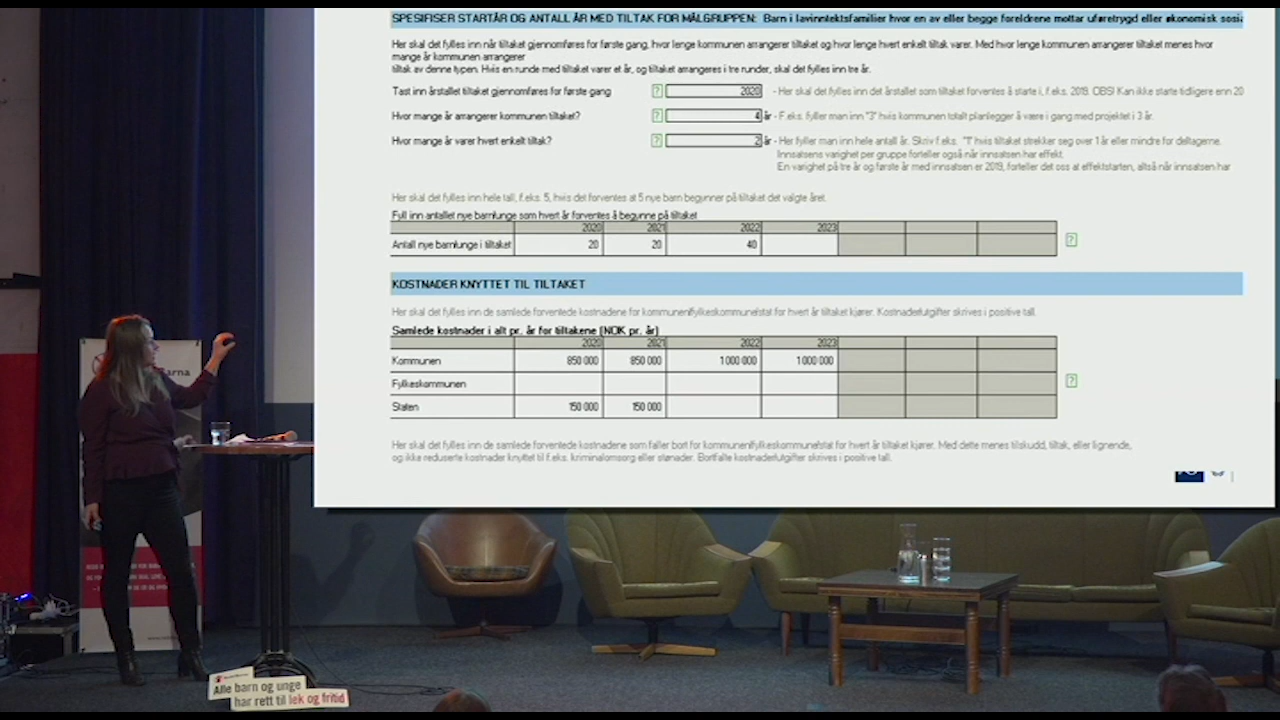 SPESIFISER STARTÅR OG ANTALL ÅR MED TILTAK FOR MÅLGRUPPEN: Barn i lavinntektsfamilier hvor en av eller begge foreldrene mottar uføretrygd eller økonomisk sosi
Her skal det fylles inn når tiltaket gjennomføres for første gang, hvor lenge kommunen arrangerer tiltaket og hvor lenge hvert enkelt tiltak varer. Med hvor lenge kommunen arrangerer tiltaket menes hvor
mange år kommunen arrangerer
tiltak av denne typen. Hvis en runde med tiltaket varer et år, og tiltaket arrangeres i tre runder, skal det fylles inn tre år.
Tast inn årstallet tiltaket gjennomføres for første gang ? 2020 - Her skal det fylles inn det årstallet som tiltaket forventes å starte i, f.eks. 2019. OBS! Kan ikke starte tidligere enn 20
Hvor mange år arrangerer kommunen tiltaket? ? 4 år - F.eks. fyller man inn "3" hvis kommunen totalt planlegger å være i gang med projektet i 3 år.
Hvor mange år varer hvert enkelt tiltak? ? 2 år - Her fyller man inn hele antall år. Skriv f.eks. "1" hvis tiltaket strekker seg over 1 år eller mindre for deltagerne.
Innsatsens varighet per gruppe forteller også når innsatsen har effekt.
En varighet på tre år og første år med innsatsen er 2019, forteller det oss at effektstarten, altså når innsatsen har
Her skal det fylles inn hele tall, f.eks. 5, hvis det forventes at 5 nye barn begynner på tiltaket det valgte året.
Fyll inn antallet nye barn/unge som hvert år forventes å begynne på tiltaket
2020 2021 2022 2023
Antall nye barn/unge i tiltaket 20 20 40 ?
KOSTNADER KNYTTET TIL TILTAKET
Her skal det fylles inn de samlede forventede kostnadene for kommunen/fylkeskommune/stat for hvert år tiltaket kjører. Kostnader/utgifter skrives i positive tall.
Samlede kostnader i alt pr. år for tiltakene (NOK pr. år)
2020 2021 2022 2023
Kommunen 850 000 850 000 1 000 000 1 000 000
Fylkeskommunen ?
Staten 150 000 150 000
Her skal det fylles inn de samlede forventede kostnadene som faller bort for kommunen/fylkeskommune/stat for hvert år tiltaket kjører. Med dette menes tilskudd, tiltak, eller lignende,
og ikke reduserte kostnader knyttet til f.eks. kriminalomsorg eller stønader. Bortfalte kostnader/utgifter skrives i positive tall.
Barna
Alle barn og unge
har rett til lek og fritid